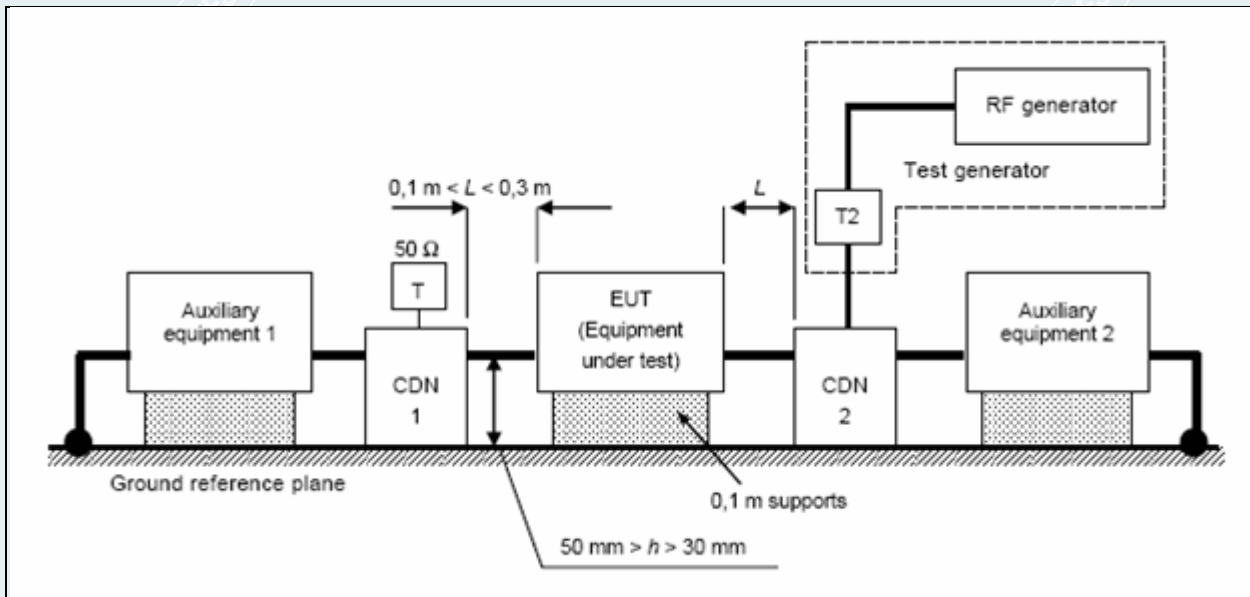 RF generator
Test generator
0,1 m < L < 0,3 m
L
T2
50 Ω
T
Auxiliary
equipment 1
EUT
(Equipment
under test)
Auxiliary
equipment 2
CDN
1
CDN
2
Ground reference plane
0,1 m supports
50 mm > h > 30 mm